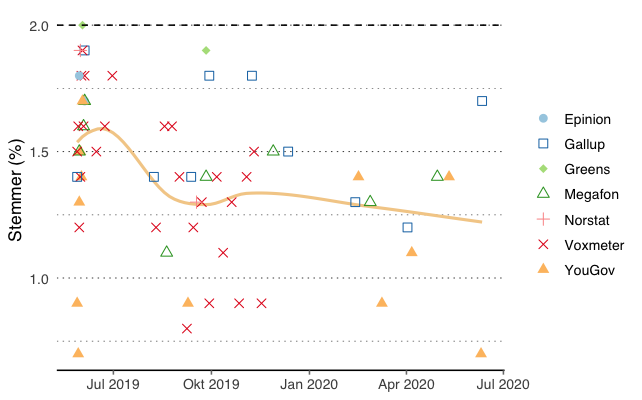 2.0
1.5
1.0
Stemmer (%)
Jul 2019
Okt 2019
Jan 2020
Apr 2020
Jul 2020
Epinion
Gallup
Greens
Megafon
Norstat
Voxmeter
YouGov